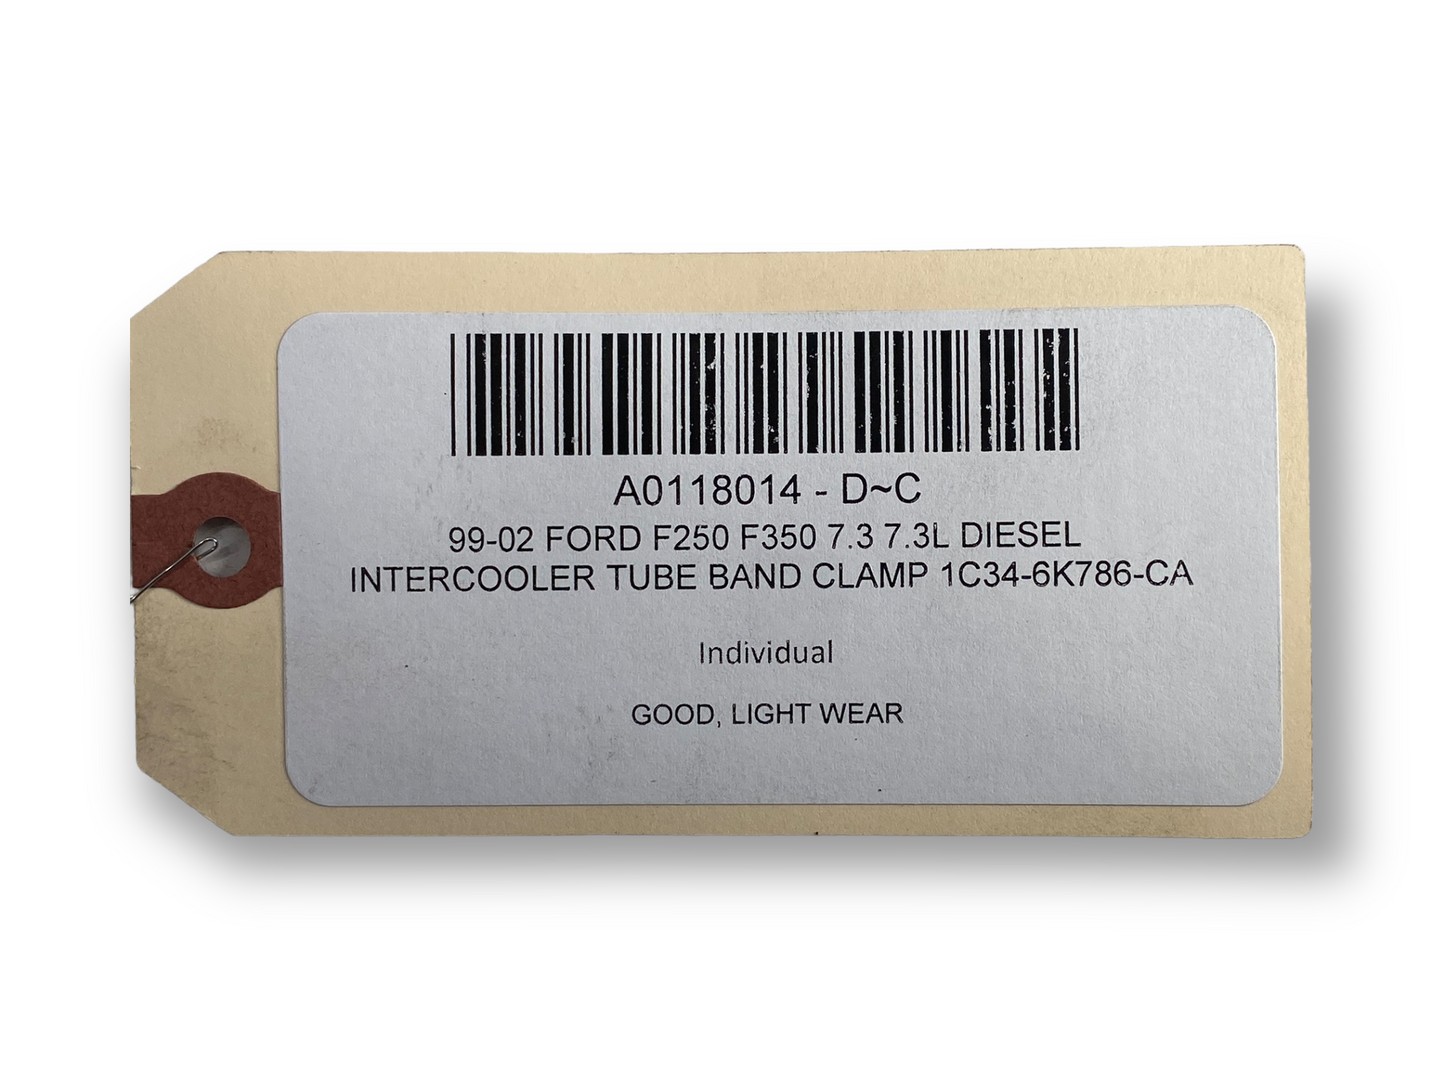 A0118014 - D~C
99-02 FORD F250 F350 7.3 7.3L DIESEL
INTERCOOLER TUBE BAND CLAMP 1C34-6K786-CA
Individual
GOOD, LIGHT WEAR